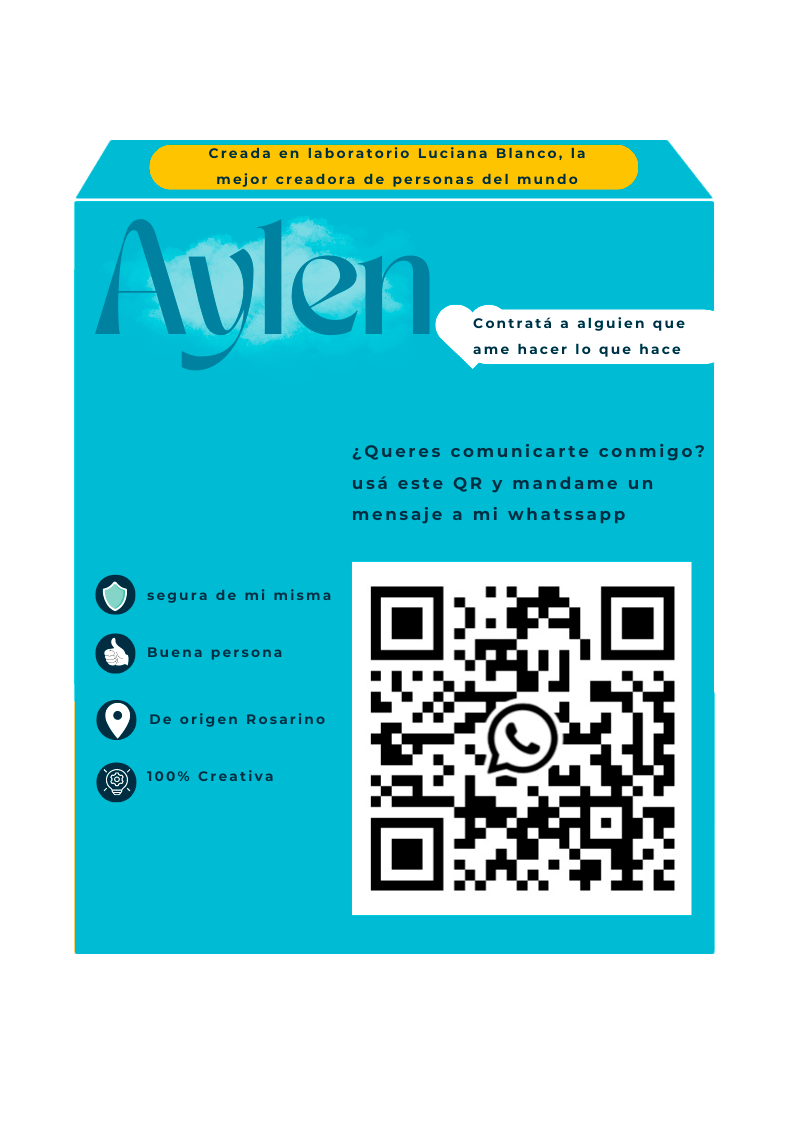 Creada en laboratorio Luciana Blanco, la
mejor creadora de personas del mundo
Aylen
Contratá a alguien que
ame hacer lo que hace
¿Queres comunicarte conmigo?
usá este QR y mandame un
mensaje a mi whatssapp
segura de mi misma
Buena persona
De origen Rosarino
100% Creativa